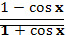 1 − cos x
1 + cos x